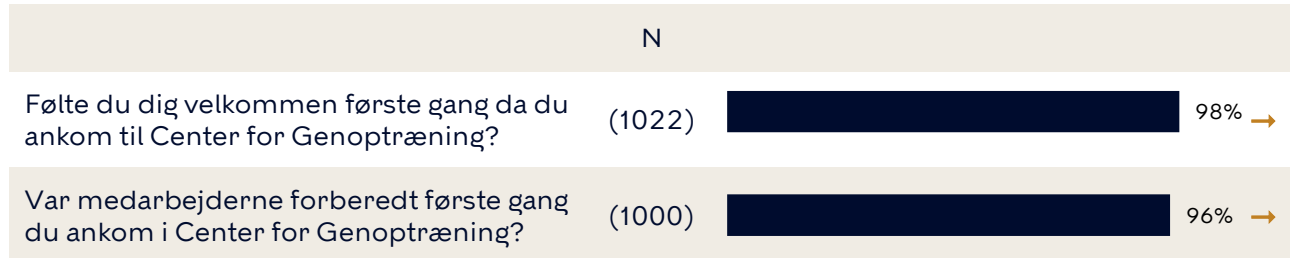 N
Følte du dig velkommen første gang da du
ankom til Center for Genoptræning?
(1022)
98% →
Var medarbejderne forberedt første gang
du ankom i Center for Genoptræning?
(1000)
96% →